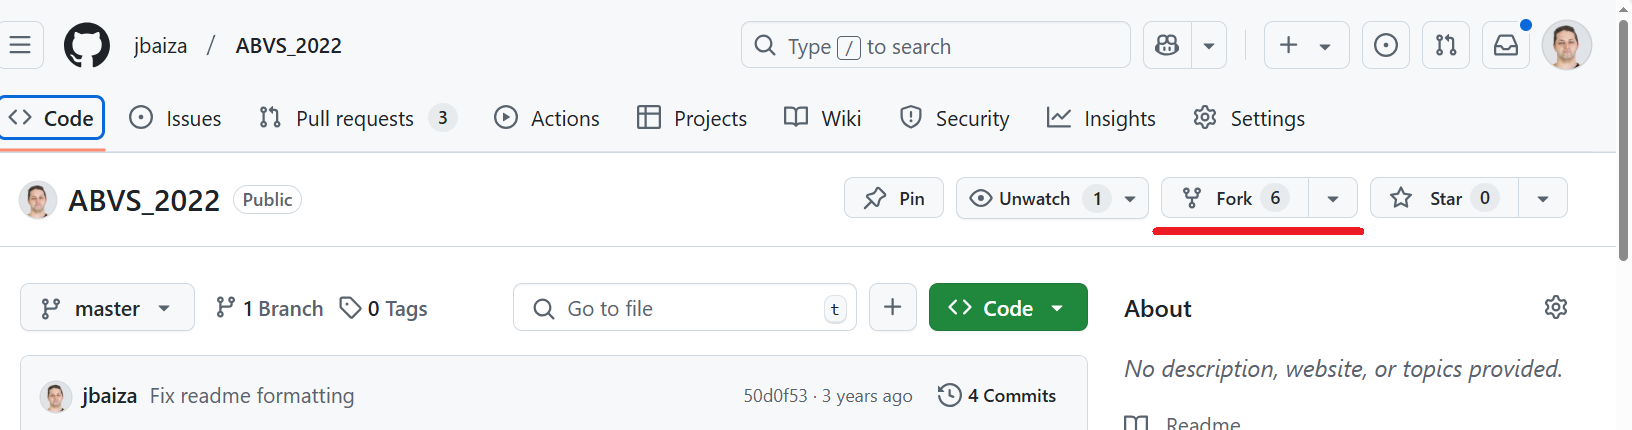 jbaiza / ABVS_2022 Type / to search
Code Issues Pull requests 3 Actions Projects Wiki Security Insights Settings
ABVS_2022 Public Pin Unwatch 1 Fork 6 Star 0
master 1 Branch 0 Tags Go to file t Code About
No description, website, or topics provided.
jbaiza Fix readme formatting 50d0f53 · 3 years ago 4 Commits
Readme